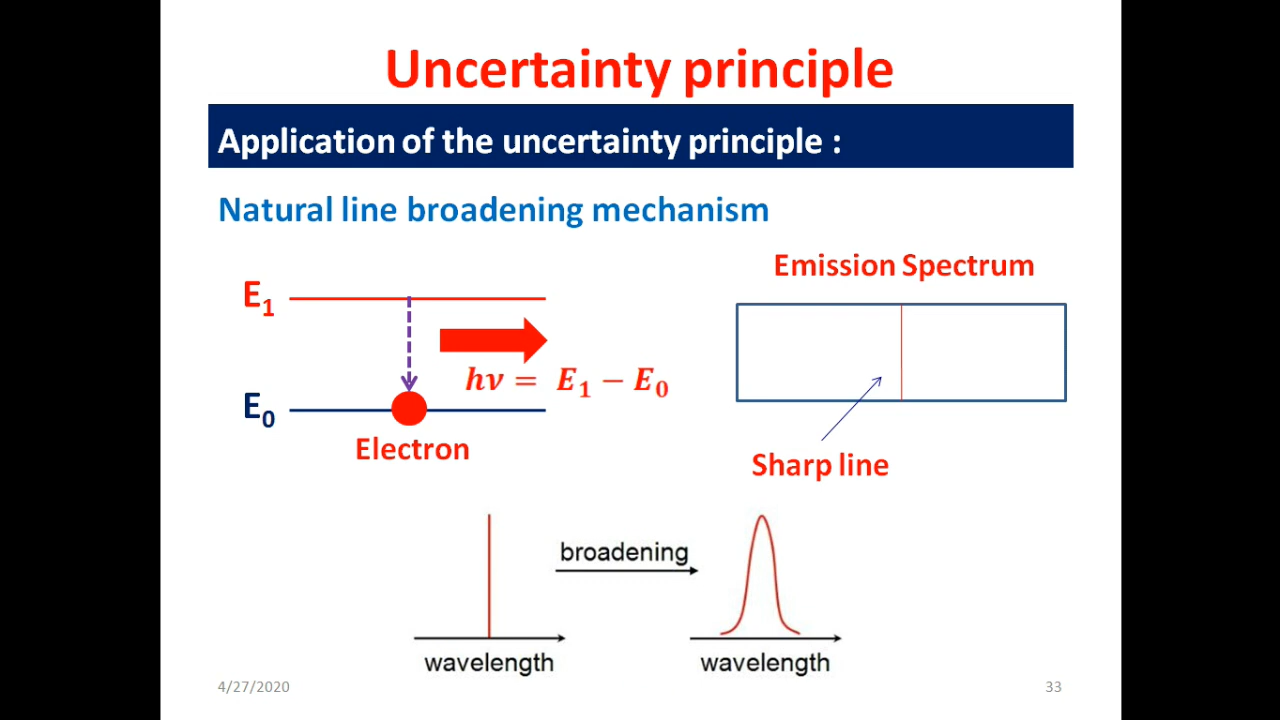 Uncertainty principle
Application of the uncertainty principle :
Natural line broadening mechanism
Emission Spectrum
E₁
hν = E₁ − E₀
E₀
Electron
Sharp line
broadening
wavelength
wavelength
4/27/2020
33